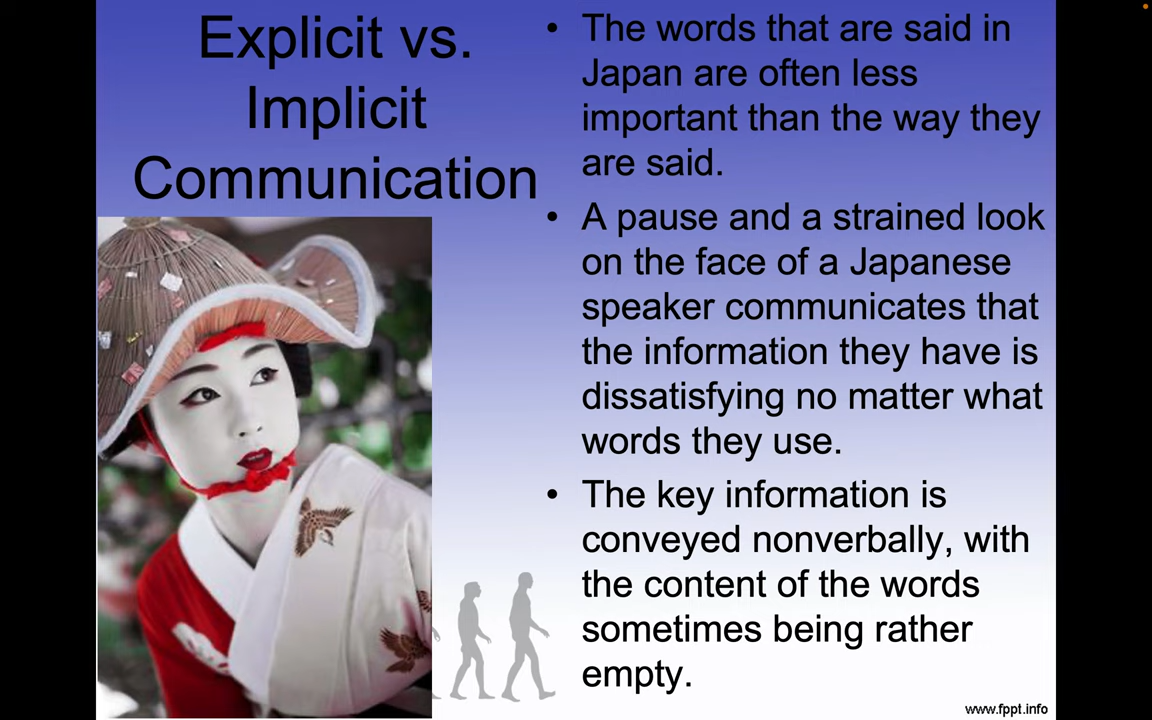 Explicit vs.
Implicit
Communication
• The words that are said in
Japan are often less
important than the way they
are said.
• A pause and a strained look
on the face of a Japanese
speaker communicates that
the information they have is
dissatisfying no matter what
words they use.
• The key information is
conveyed nonverbally, with
the content of the words
sometimes being rather
empty.
www.fppt.info